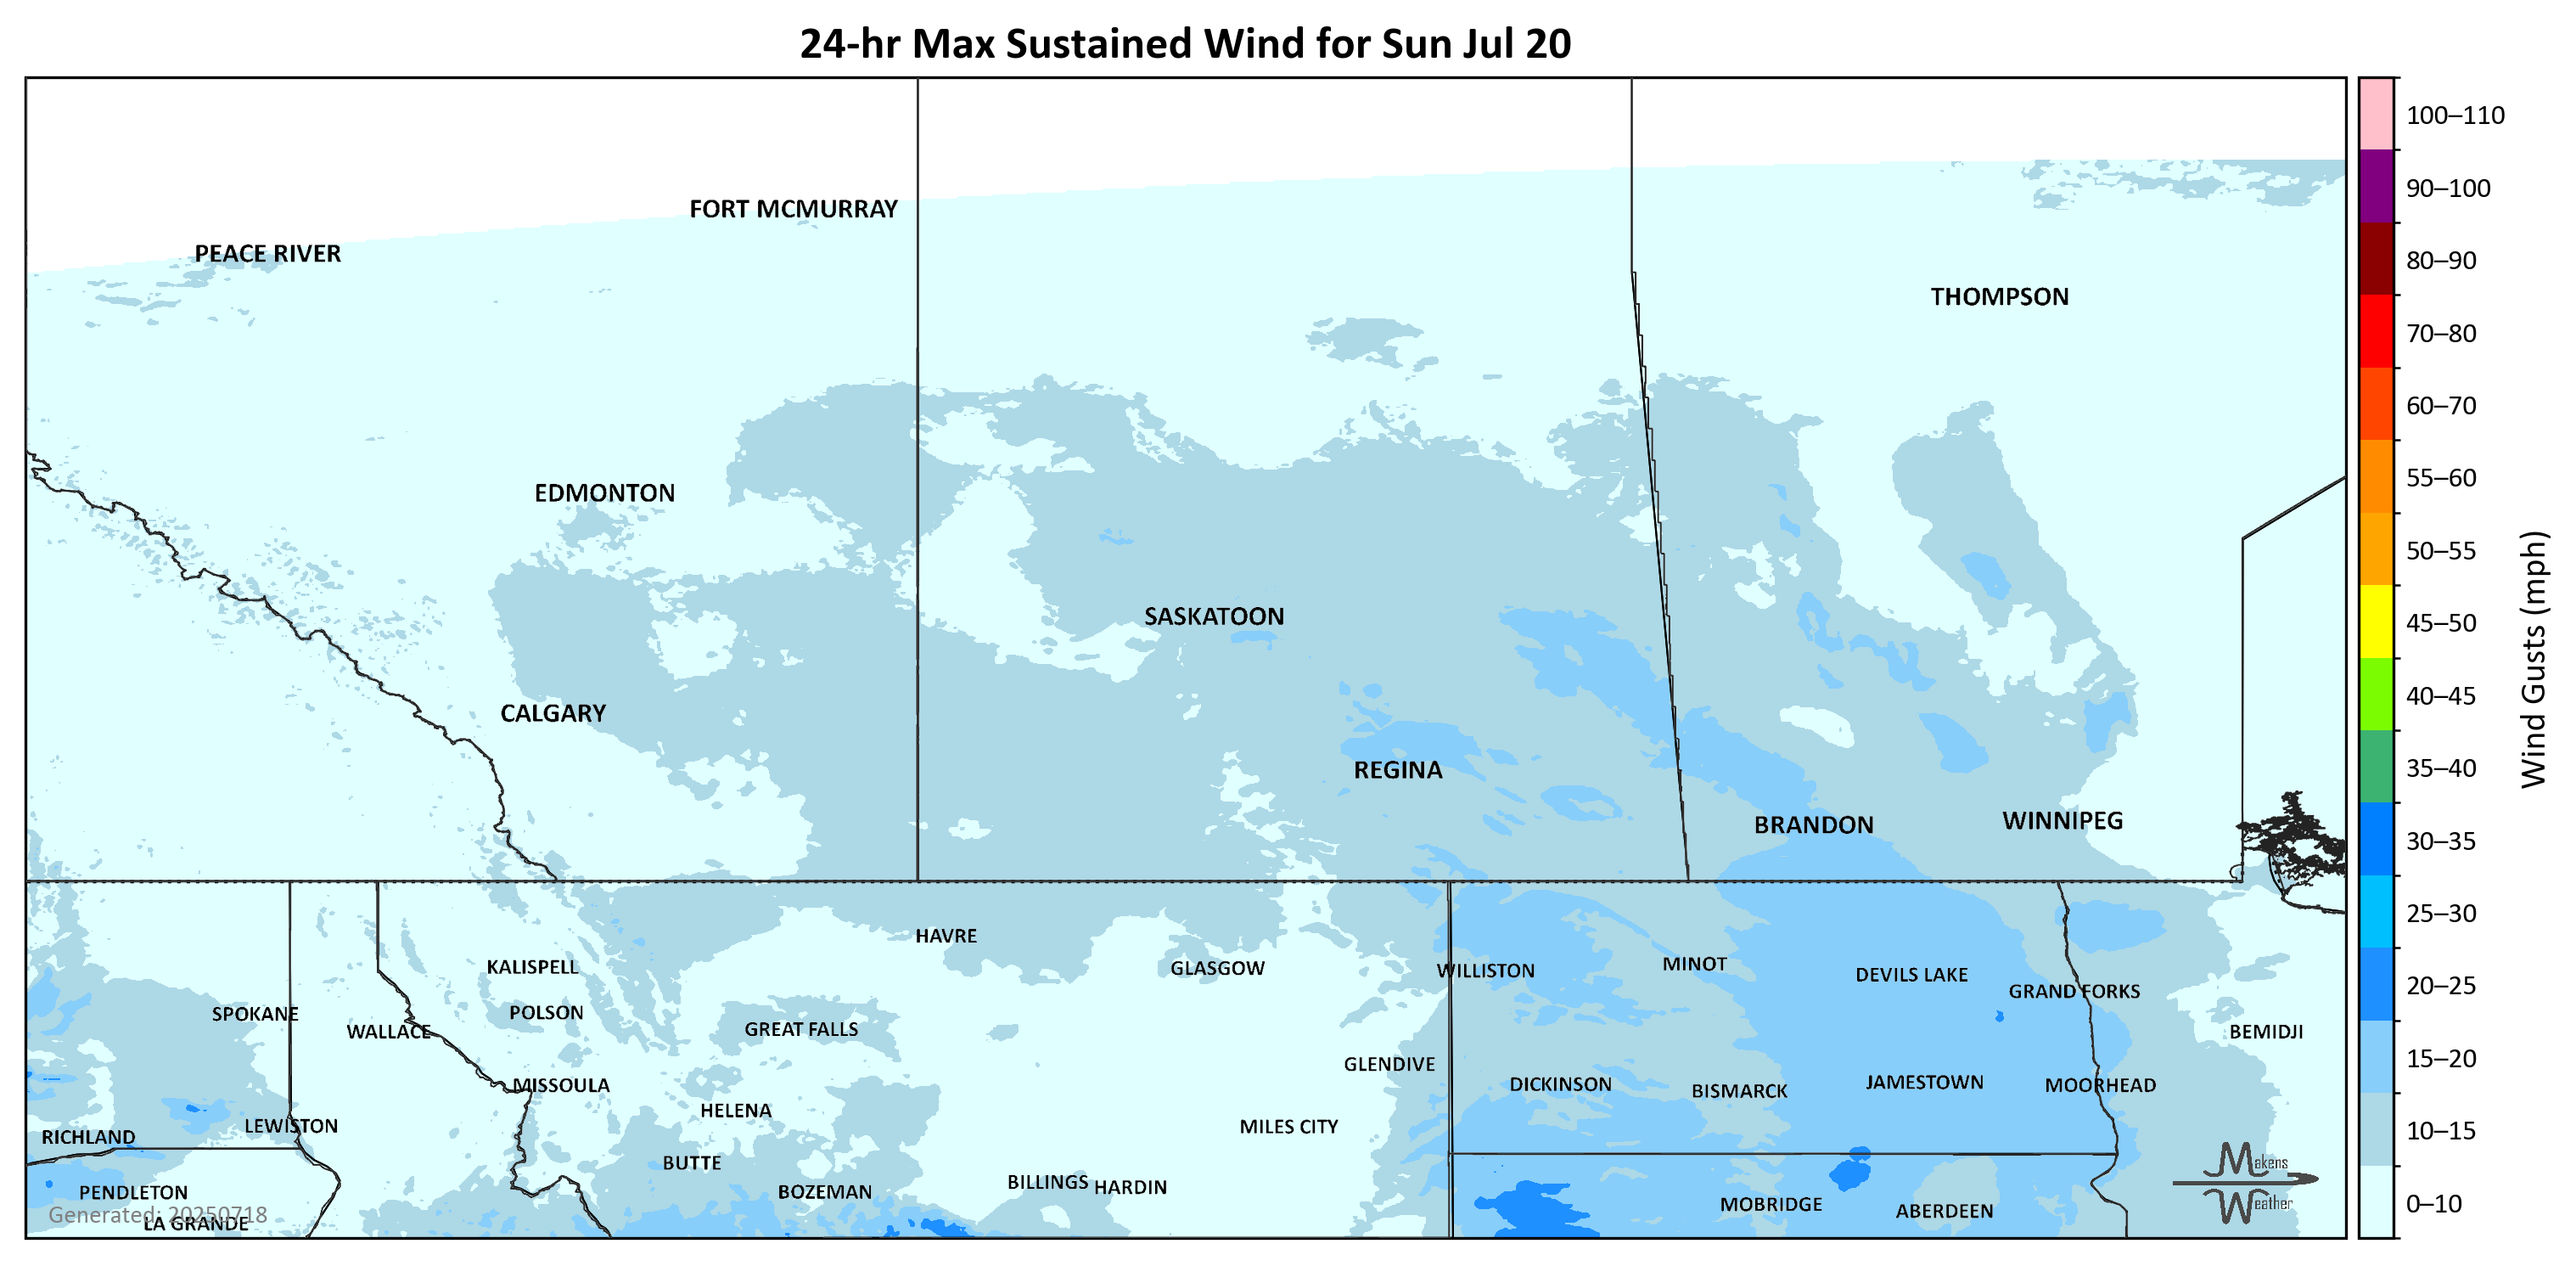 24-hr Max Sustained Wind for Sun Jul 20
100–110
90–100
80–90
70–80
60–70
55–60
50–55
45–50
40–45
35–40
30–35
25–30
20–25
15–20
10–15
0–10
Wind Gusts (mph)
FORT MCMURRAY
PEACE RIVER
THOMPSON
EDMONTON
SASKATOON
CALGARY
REGINA
BRANDON
WINNIPEG
HAVRE
KALISPELL
GLASGOW
WILLISTON
MINOT
DEVILS LAKE
GRAND FORKS
SPOKANE
POLSON
WALLACE
GREAT FALLS
BEMIDJI
GLENDIVE
MISSOULA
DICKINSON
BISMARCK
JAMESTOWN
MOORHEAD
HELENA
LEWISTON
MILES CITY
RICHLAND
BUTTE
BOZEMAN
BILLINGS
HARDIN
PENDLETON
MOBRIDGE
ABERDEEN
Generated: 20250718
LA GRANDE
Makens
Weather